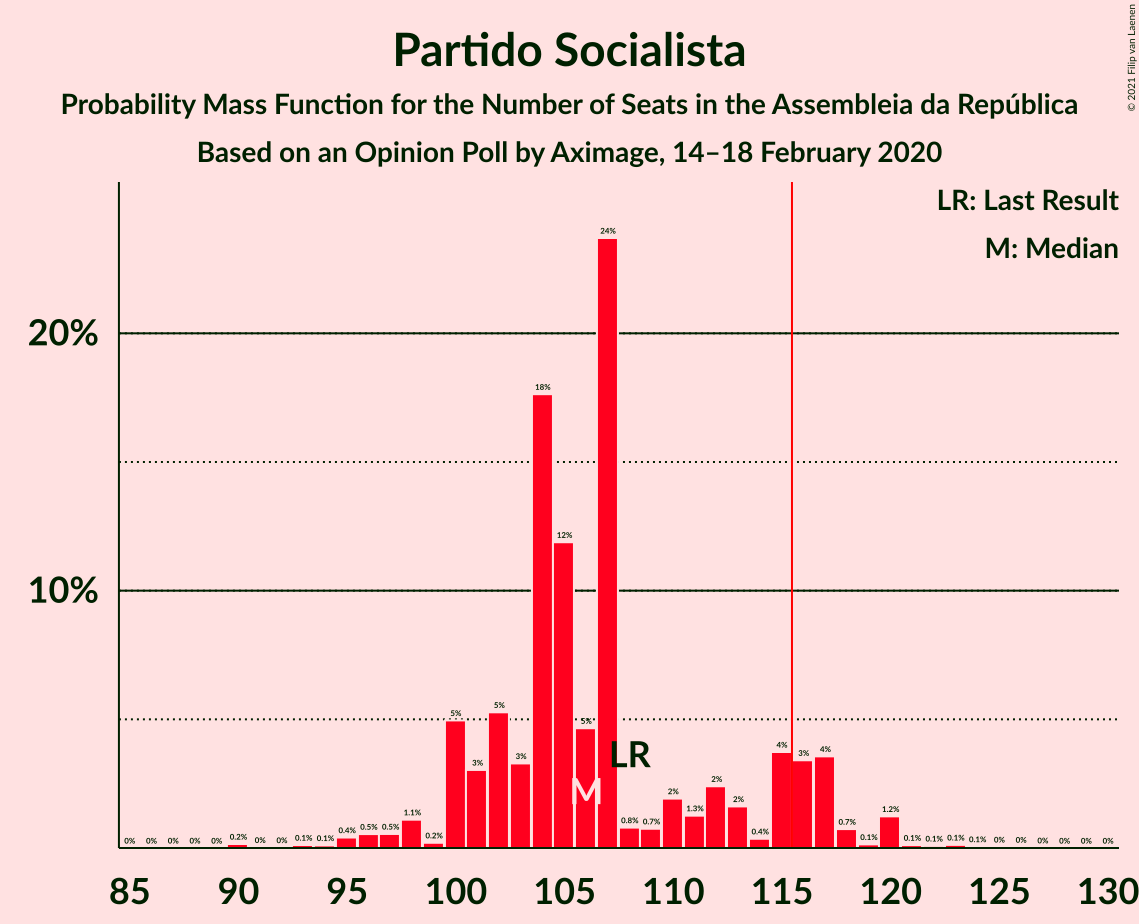 Partido Socialista
Probability Mass Function for the Number of Seats in the Assembleia da República
Based on an Opinion Poll by Aximage, 14–18 February 2020
© 2021 Filip van Laenen
LR: Last Result
M: Median
20%
10%
0% 0% 0% 0% 0% 0.2% 0% 0% 0.1% 0.1% 0.4% 0.5% 0.5% 1.1% 0.2% 5% 3% 5% 3% 18% 12% 5% 24% 0.8% 0.7% 2% 1.3% 2% 2% 0.4% 4% 3% 4% 0.7% 0.1% 1.2% 0.1% 0.1% 0.1% 0.1% 0% 0% 0% 0% 0% 0%
LR
M
85 90 95 100 105 110 115 120 125 130